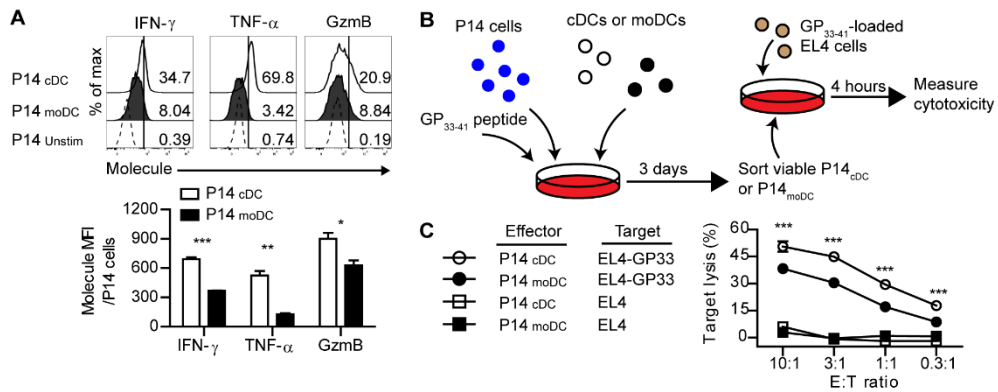 A
IFN-γ TNF-α GzmB
% of max
P14 cDC 34.7 69.8 20.9
P14 moDC 8.04 3.42 8.84
P14 Unstim 0.39 0.74 0.19
Molecule
P14 cDC
P14 moDC
Molecule MFI
/P14 cells
1200
900
600
300
0
*** ** *
IFN-γ TNF-α GzmB
B
P14 cells
cDCs or moDCs
GP33-41 peptide
3 days
Sort viable P14cDC
or P14moDC
GP33-41-loaded
EL4 cells
4 hours
Measure
cytotoxicity
C
Effector Target
P14 cDC EL4-GP33
P14 moDC EL4-GP33
P14 cDC EL4
P14 moDC EL4
Target lysis (%)
60
45
30
15
0
*** *** *** ***
10:1 3:1 1:1 0.3:1
E:T ratio